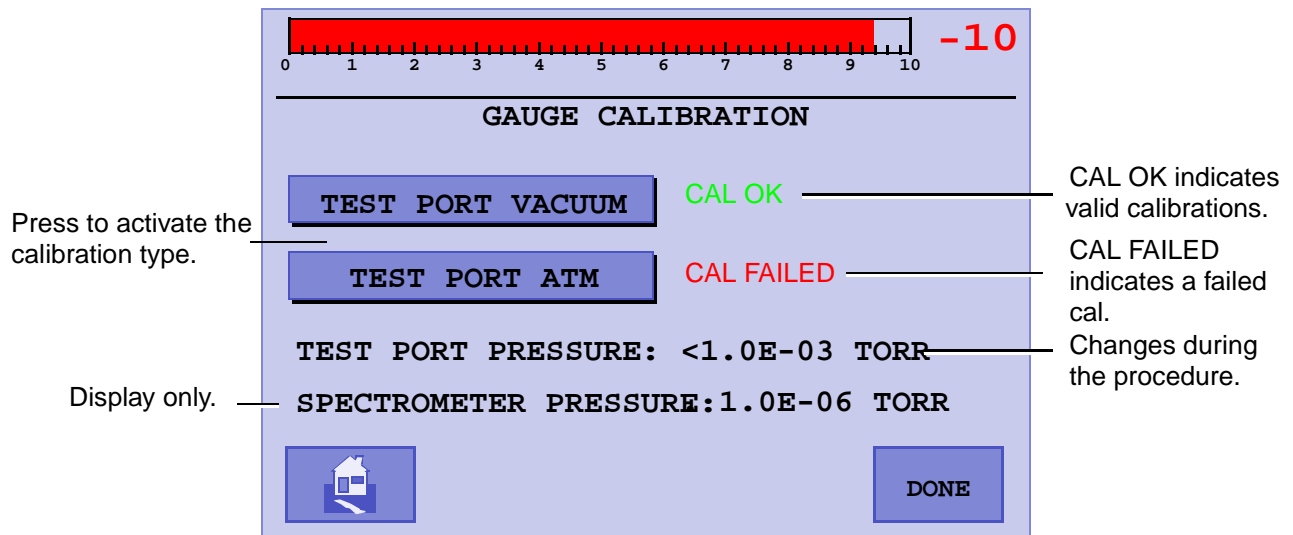 -10
0 1 2 3 4 5 6 7 8 9 10
GAUGE CALIBRATION
TEST PORT VACUUM
CAL OK
CAL OK indicates
valid calibrations.
Press to activate the
calibration type.
TEST PORT ATM
CAL FAILED
CAL FAILED
indicates a failed
cal.
TEST PORT PRESSURE: <1.0E-03 TORR
Changes during
the procedure.
Display only.
SPECTROMETER PRESSURE:1.0E-06 TORR
DONE